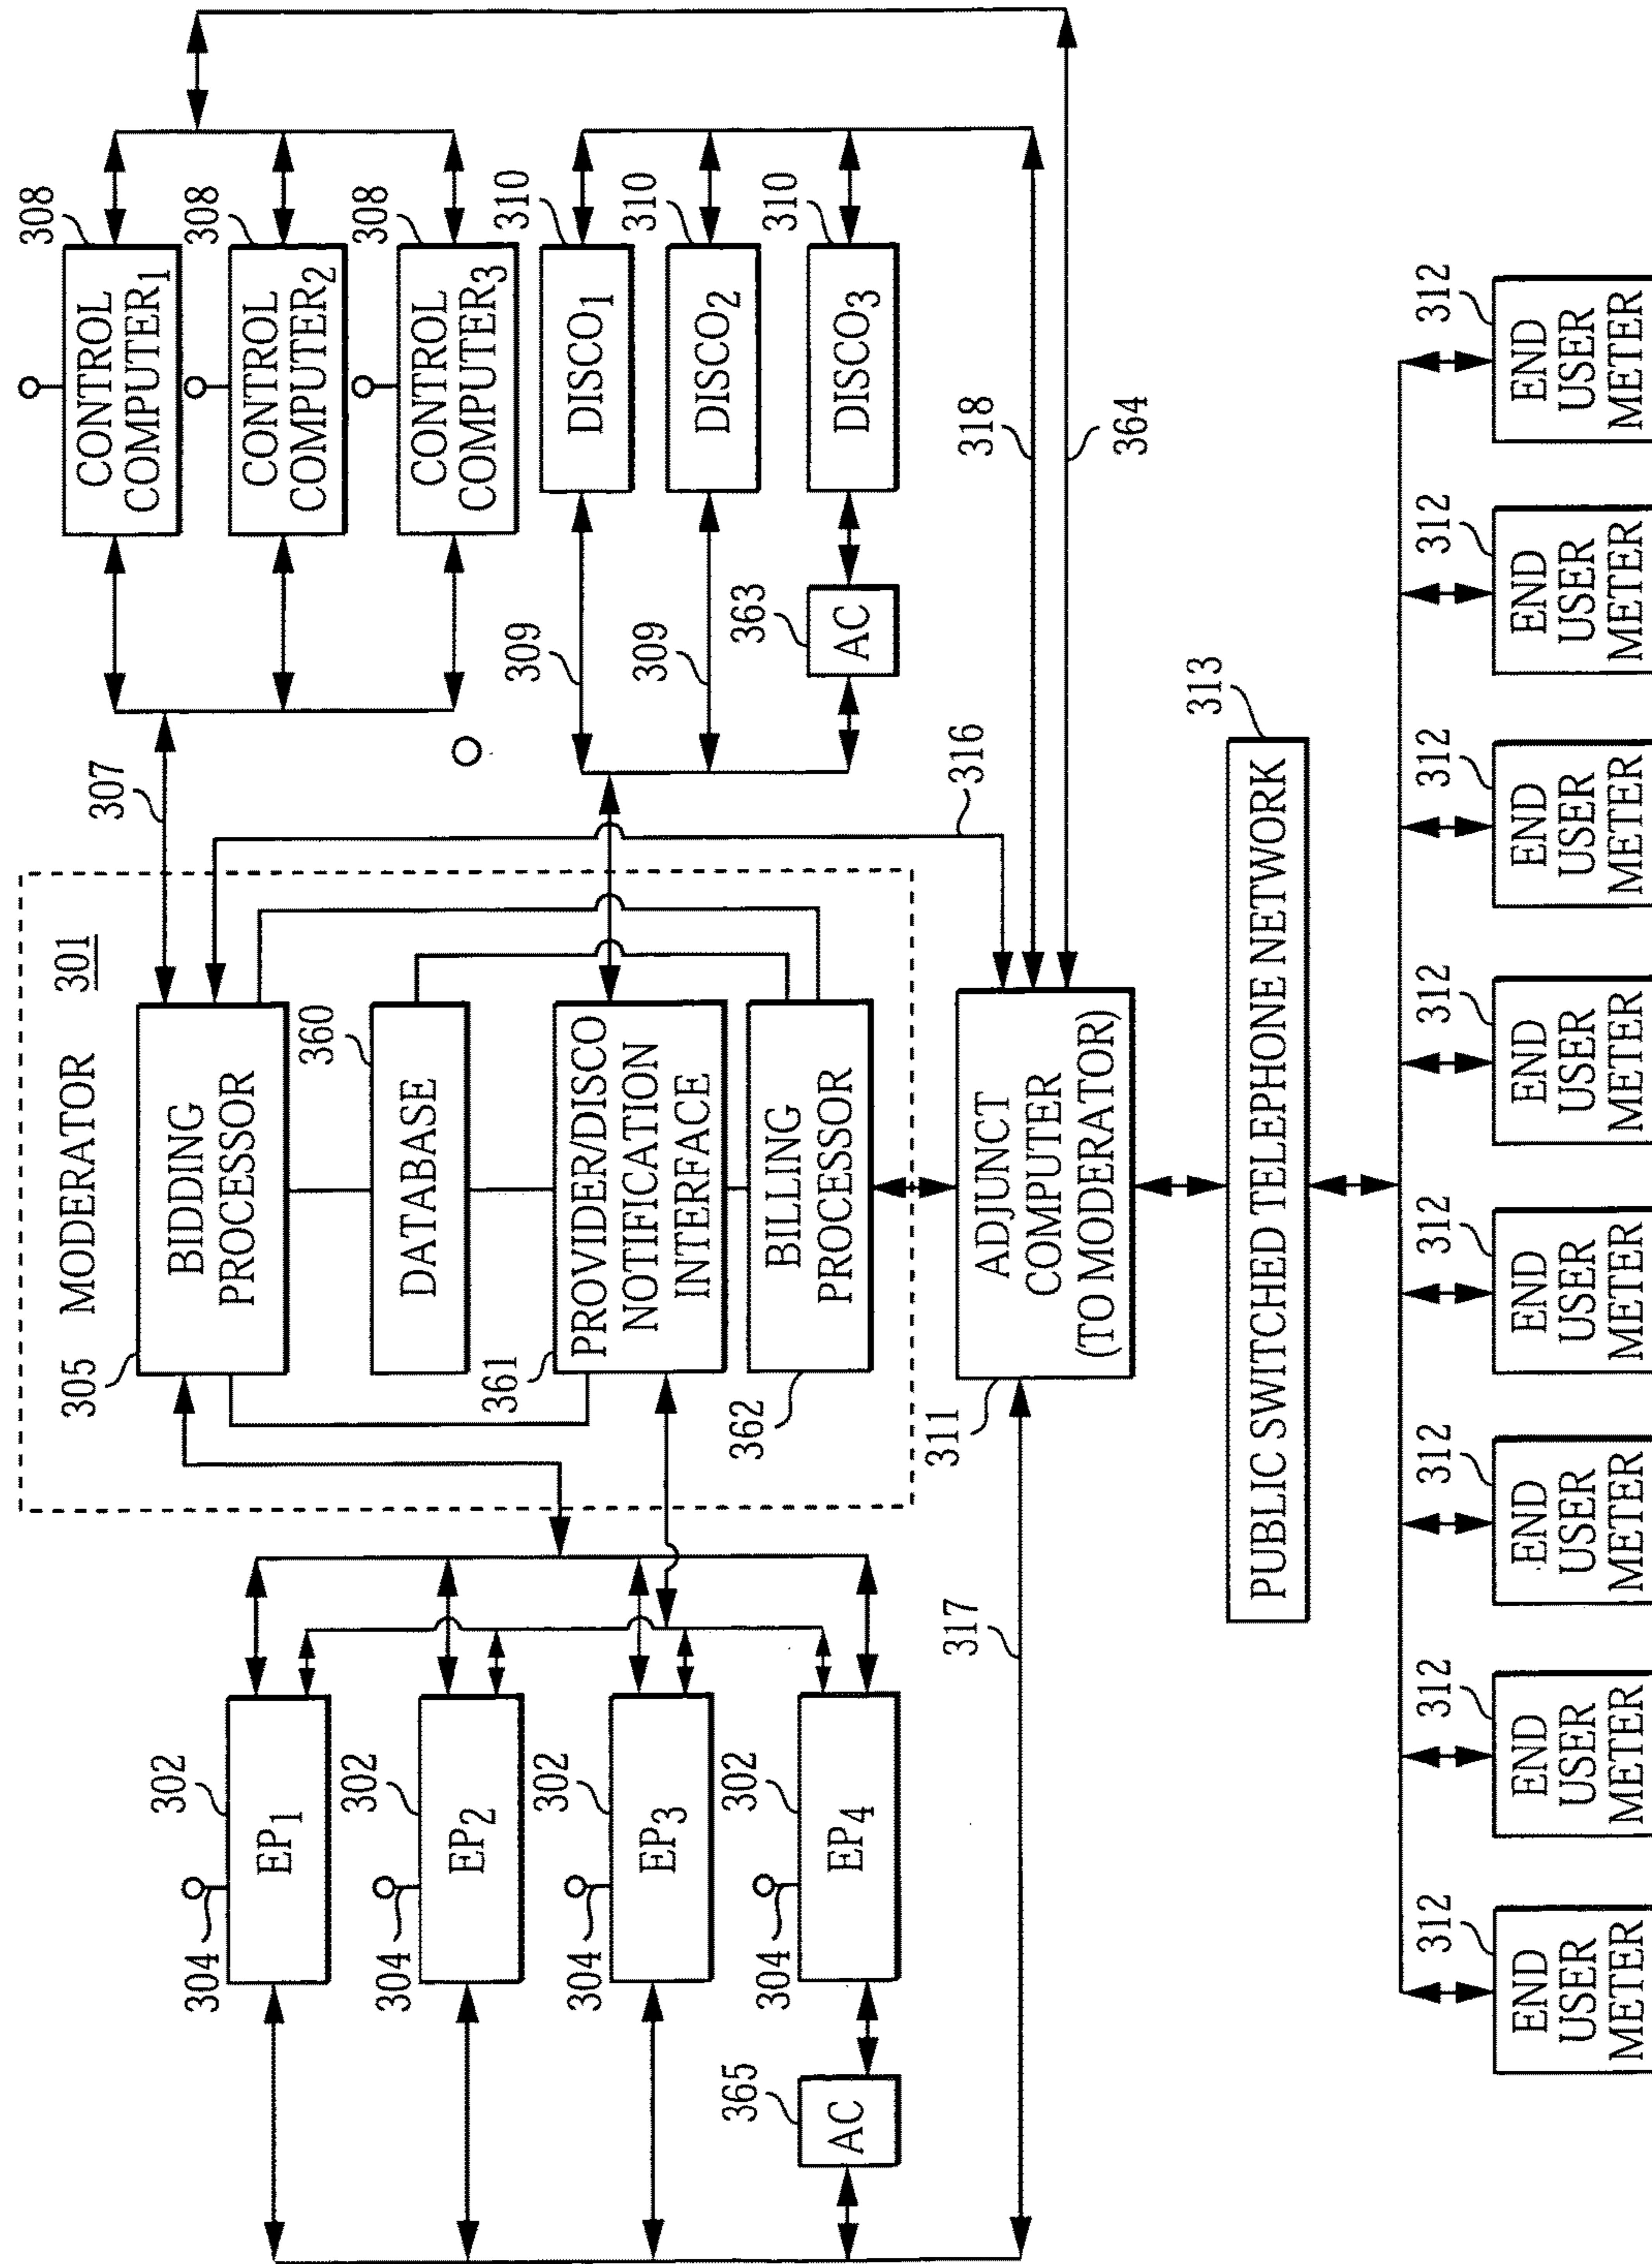 301
MODERATOR
305
BIDDING
PROCESSOR
360
DATABASE
361
PROVIDER/DISCO
NOTIFICATION
INTERFACE
362
BILLING
PROCESSOR
302
EP1
304
302
EP2
304
302
EP3
304
302
EP4
304
365
AC
307
308
CONTROL
COMPUTER1
308
CONTROL
COMPUTER2
308
CONTROL
COMPUTER3
310
DISCO1
310
DISCO2
310
DISCO3
309
309
363
AC
316
318
364
317
311
ADJUNCT
COMPUTER
(TO MODERATOR)
313
PUBLIC SWITCHED TELEPHONE NETWORK
312
END
USER
METER
312
END
USER
METER
312
END
USER
METER
312
END
USER
METER
312
END
USER
METER
312
END
USER
METER
312
END
USER
METER
312
END
USER
METER